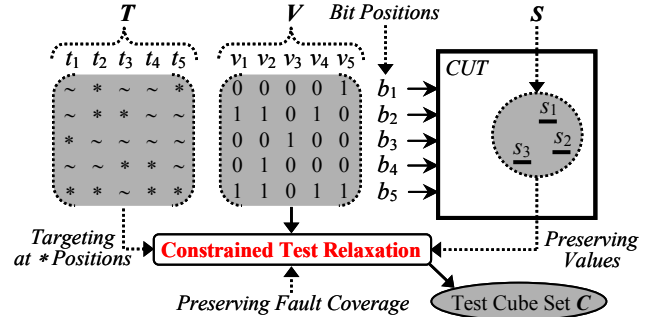 T V Bit Positions S
t1 t2 t3 t4 t5 v1 v2 v3 v4 v5 CUT
~ * ~ ~ * 0 0 0 0 1 b1
~ * * ~ ~ 1 1 0 1 0 b2 s1
* ~ ~ ~ ~ 0 0 1 0 0 b3 s3 s2
~ ~ * * ~ 0 1 0 0 0 b4
* * ~ * * 1 1 0 1 1 b5
Targeting Constrained Test Relaxation Preserving
at * Positions Values
Preserving Fault Coverage Test Cube Set C